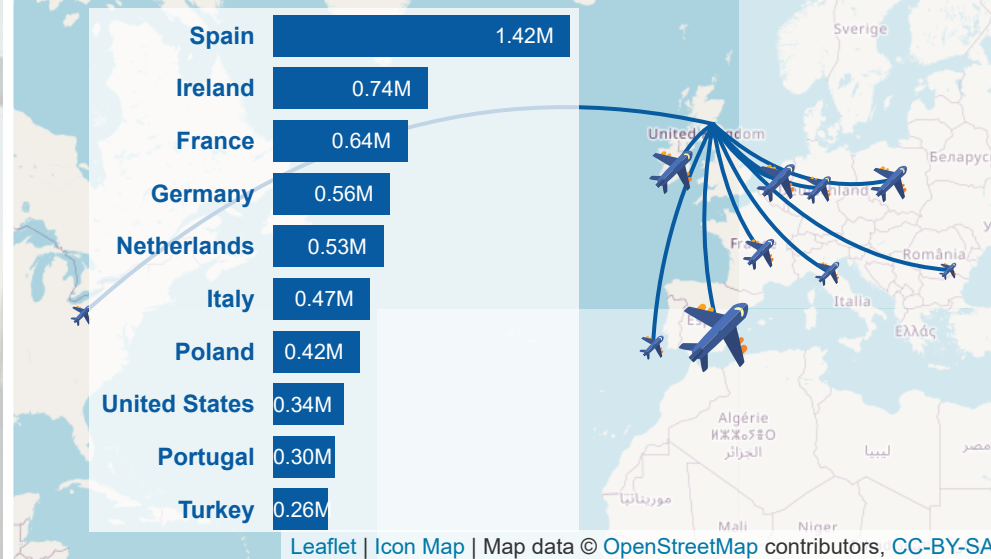 Spain 1.42M
Ireland 0.74M
France 0.64M
Germany 0.56M
Netherlands 0.53M
Italy 0.47M
Poland 0.42M
United States 0.34M
Portugal 0.30M
Turkey 0.26M
Sverige
Беларус
România
Italia
Ελλάς
Algérie
ⵍⵣⵣⴰⵢⴻⵔ
الجزائر
ليبيا
مصر
موريتانيا
Mali
Niger
Leaflet | Icon Map | Map data © OpenStreetMap contributors, CC-BY-SA